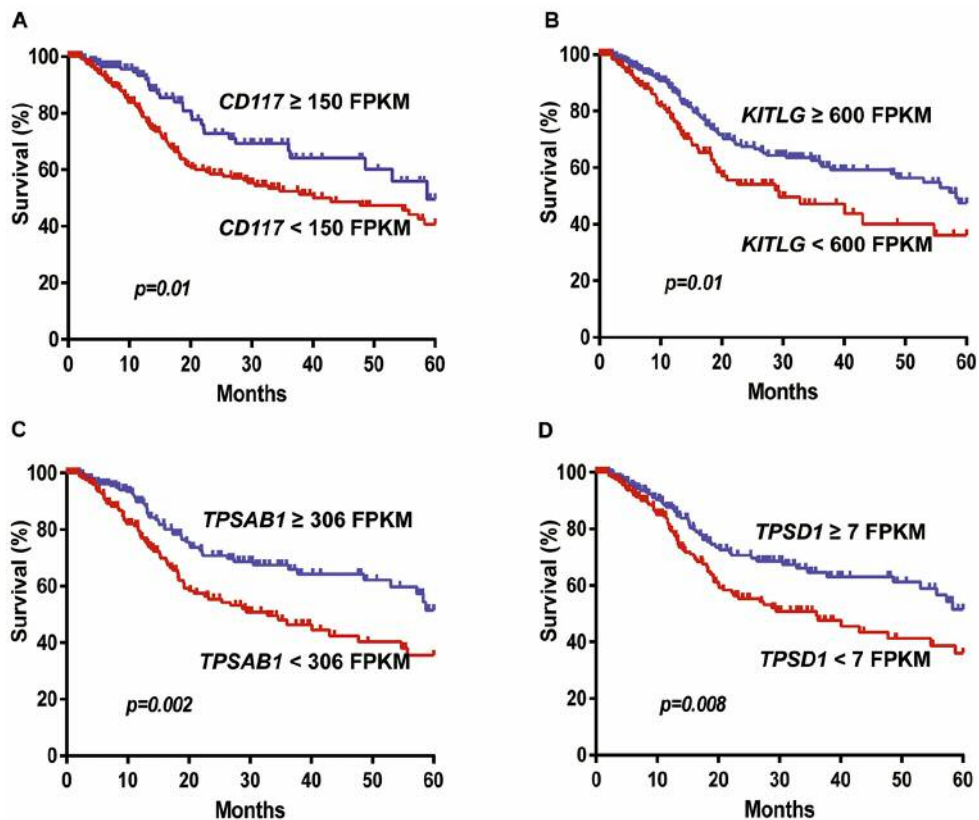 A
Survival (%)
100
80
60
40
20
0
CD117 ≥ 150 FPKM
CD117 < 150 FPKM
p=0.01
0 10 20 30 40 50 60
Months
B
Survival (%)
100
80
60
40
20
0
KITLG ≥ 600 FPKM
KITLG < 600 FPKM
p=0.01
0 10 20 30 40 50 60
Months
C
Survival (%)
100
80
60
40
20
0
TPSAB1 ≥ 306 FPKM
TPSAB1 < 306 FPKM
p=0.002
0 10 20 30 40 50 60
Months
D
Survival (%)
100
80
60
40
20
0
TPSD1 ≥ 7 FPKM
TPSD1 < 7 FPKM
p=0.008
0 10 20 30 40 50 60
Months